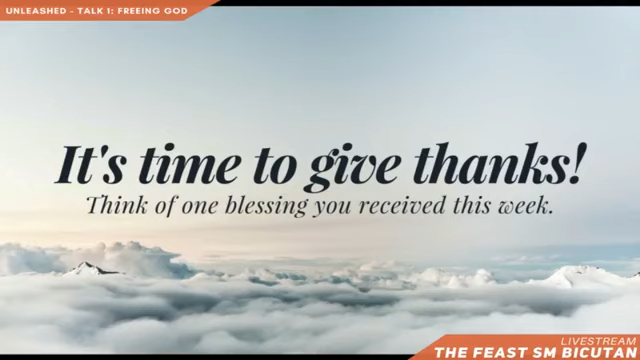 UNLEASHED - TALK 1: FREEING GOD
It's time to give thanks!
Think of one blessing you received this week.
LIVESTREAM
THE FEAST SM BICUTAN